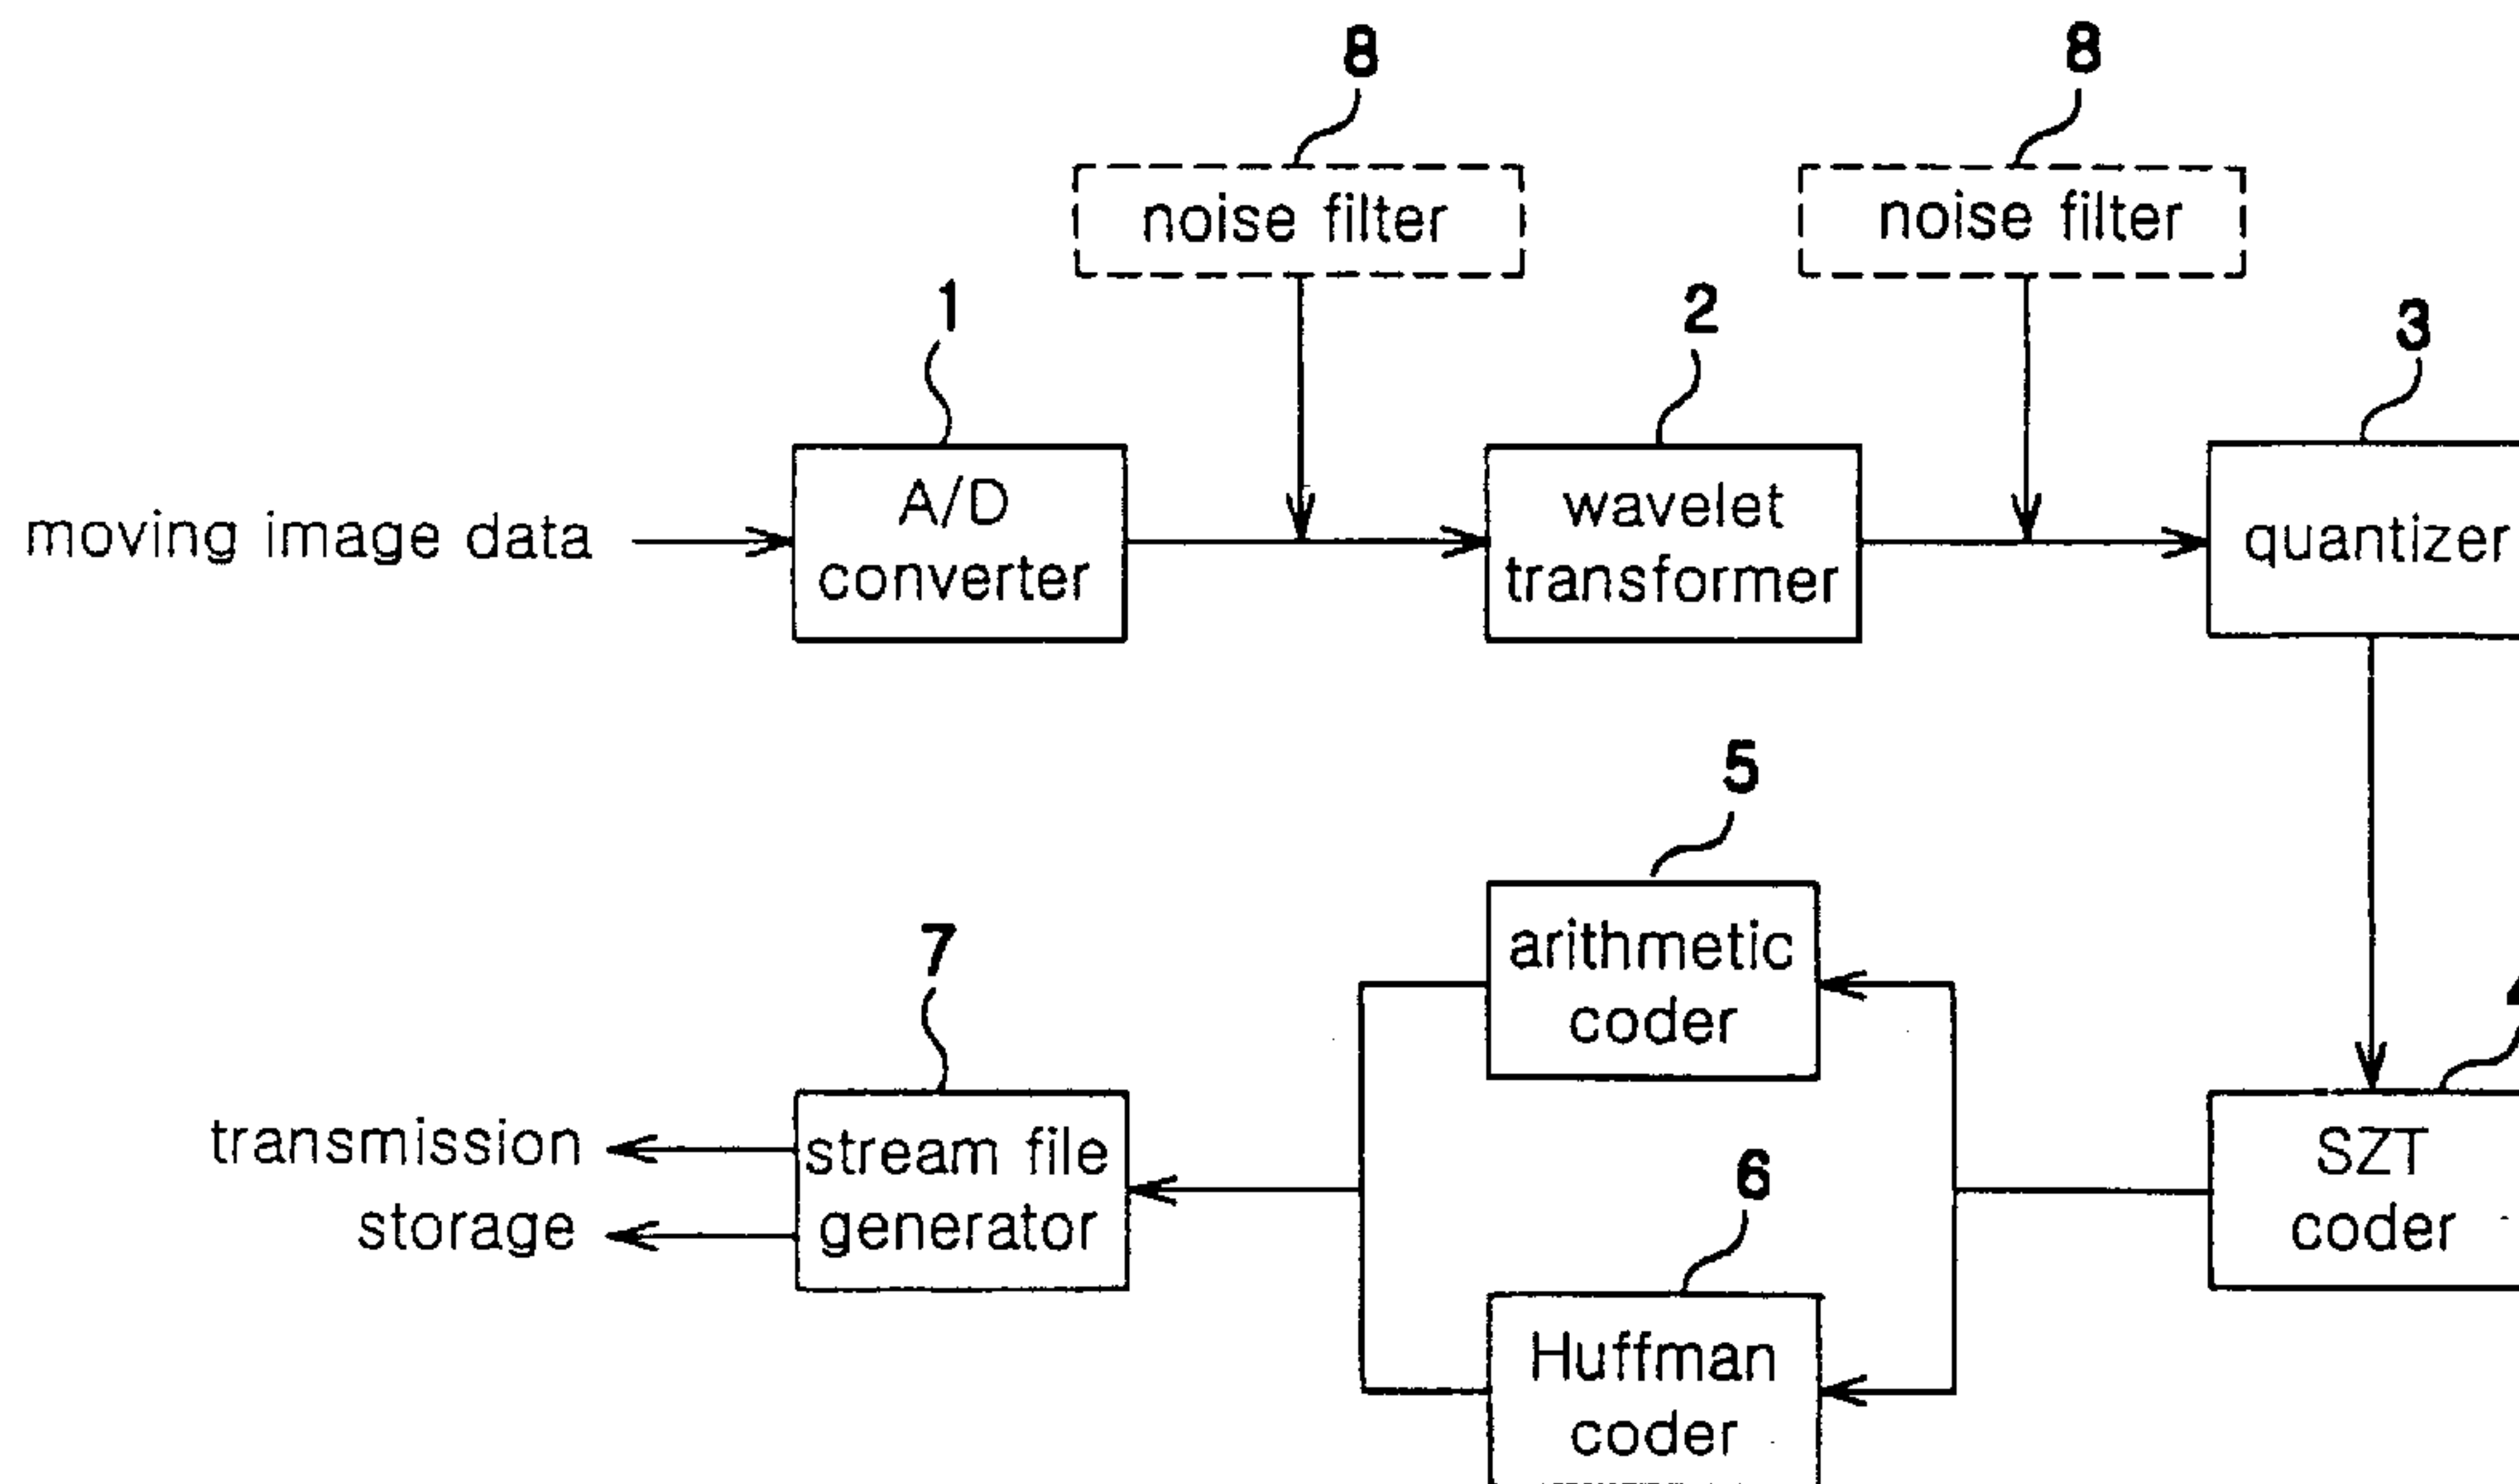 8
8
noise filter
noise filter
1
2
3
moving image data
A/D
converter
wavelet
transformer
quantizer
5
arithmetic
coder
7
4
transmission
storage
stream file
generator
6
SZT
coder
Huffman
coder